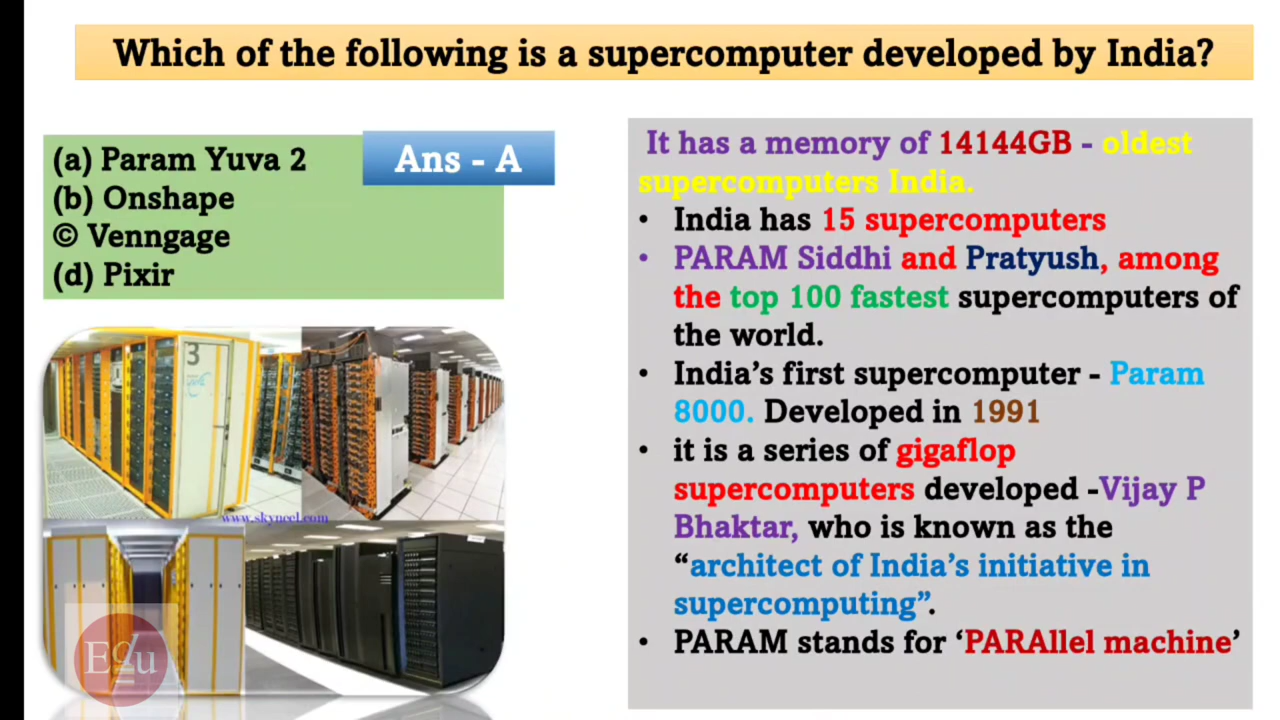 Which of the following is a supercomputer developed by India?
(a) Param Yuva 2
Ans - A
(b) Onshape
© Venngage
(d) Pixir
It has a memory of 14144GB - oldest
supercomputers India.
• India has 15 supercomputers
• PARAM Siddhi and Pratyush, among
the top 100 fastest supercomputers of
the world.
• India’s first supercomputer - Param
8000. Developed in 1991
• it is a series of gigaflop
supercomputers developed -Vijay P
Bhaktar, who is known as the
“architect of India’s initiative in
supercomputing”.
• PARAM stands for ‘PARAllel machine’
3
www.skyneel.com
Edu